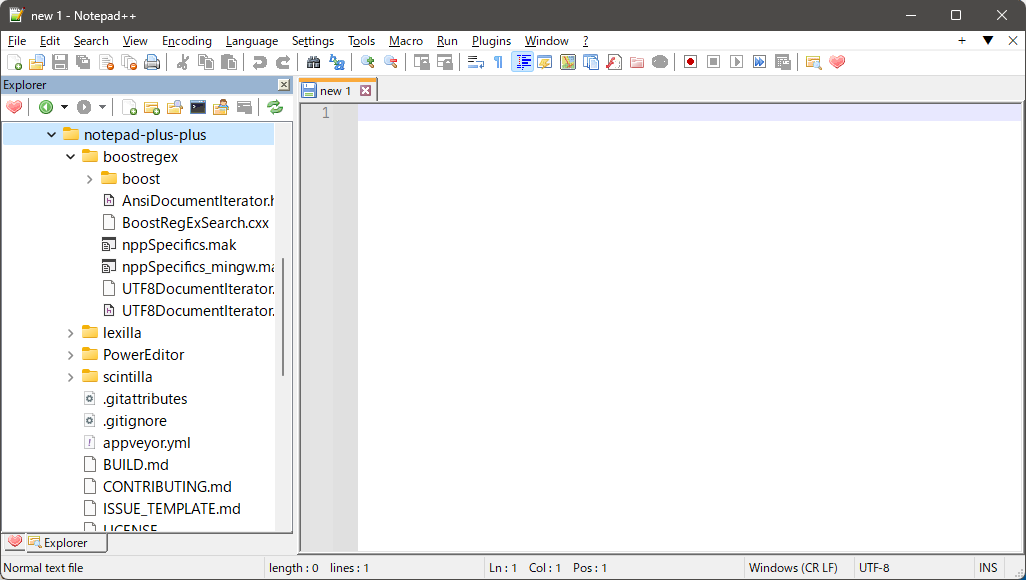 new 1 - Notepad++
File Edit Search View Encoding Language Settings Tools Macro Run Plugins Window ?
Explorer
new 1
1
notepad-plus-plus
boostregex
boost
AnsiDocumentIterator.h
BoostRegExSearch.cxx
nppSpecifics.mak
nppSpecifics_mingw.ma
UTF8DocumentIterator.
UTF8DocumentIterator.
lexilla
PowerEditor
scintilla
.gitattributes
.gitignore
appveyor.yml
BUILD.md
CONTRIBUTING.md
ISSUE_TEMPLATE.md
LICENSE
Explorer
Normal text file length : 0 lines : 1 Ln : 1 Col : 1 Pos : 1 Windows (CR LF) UTF-8 INS